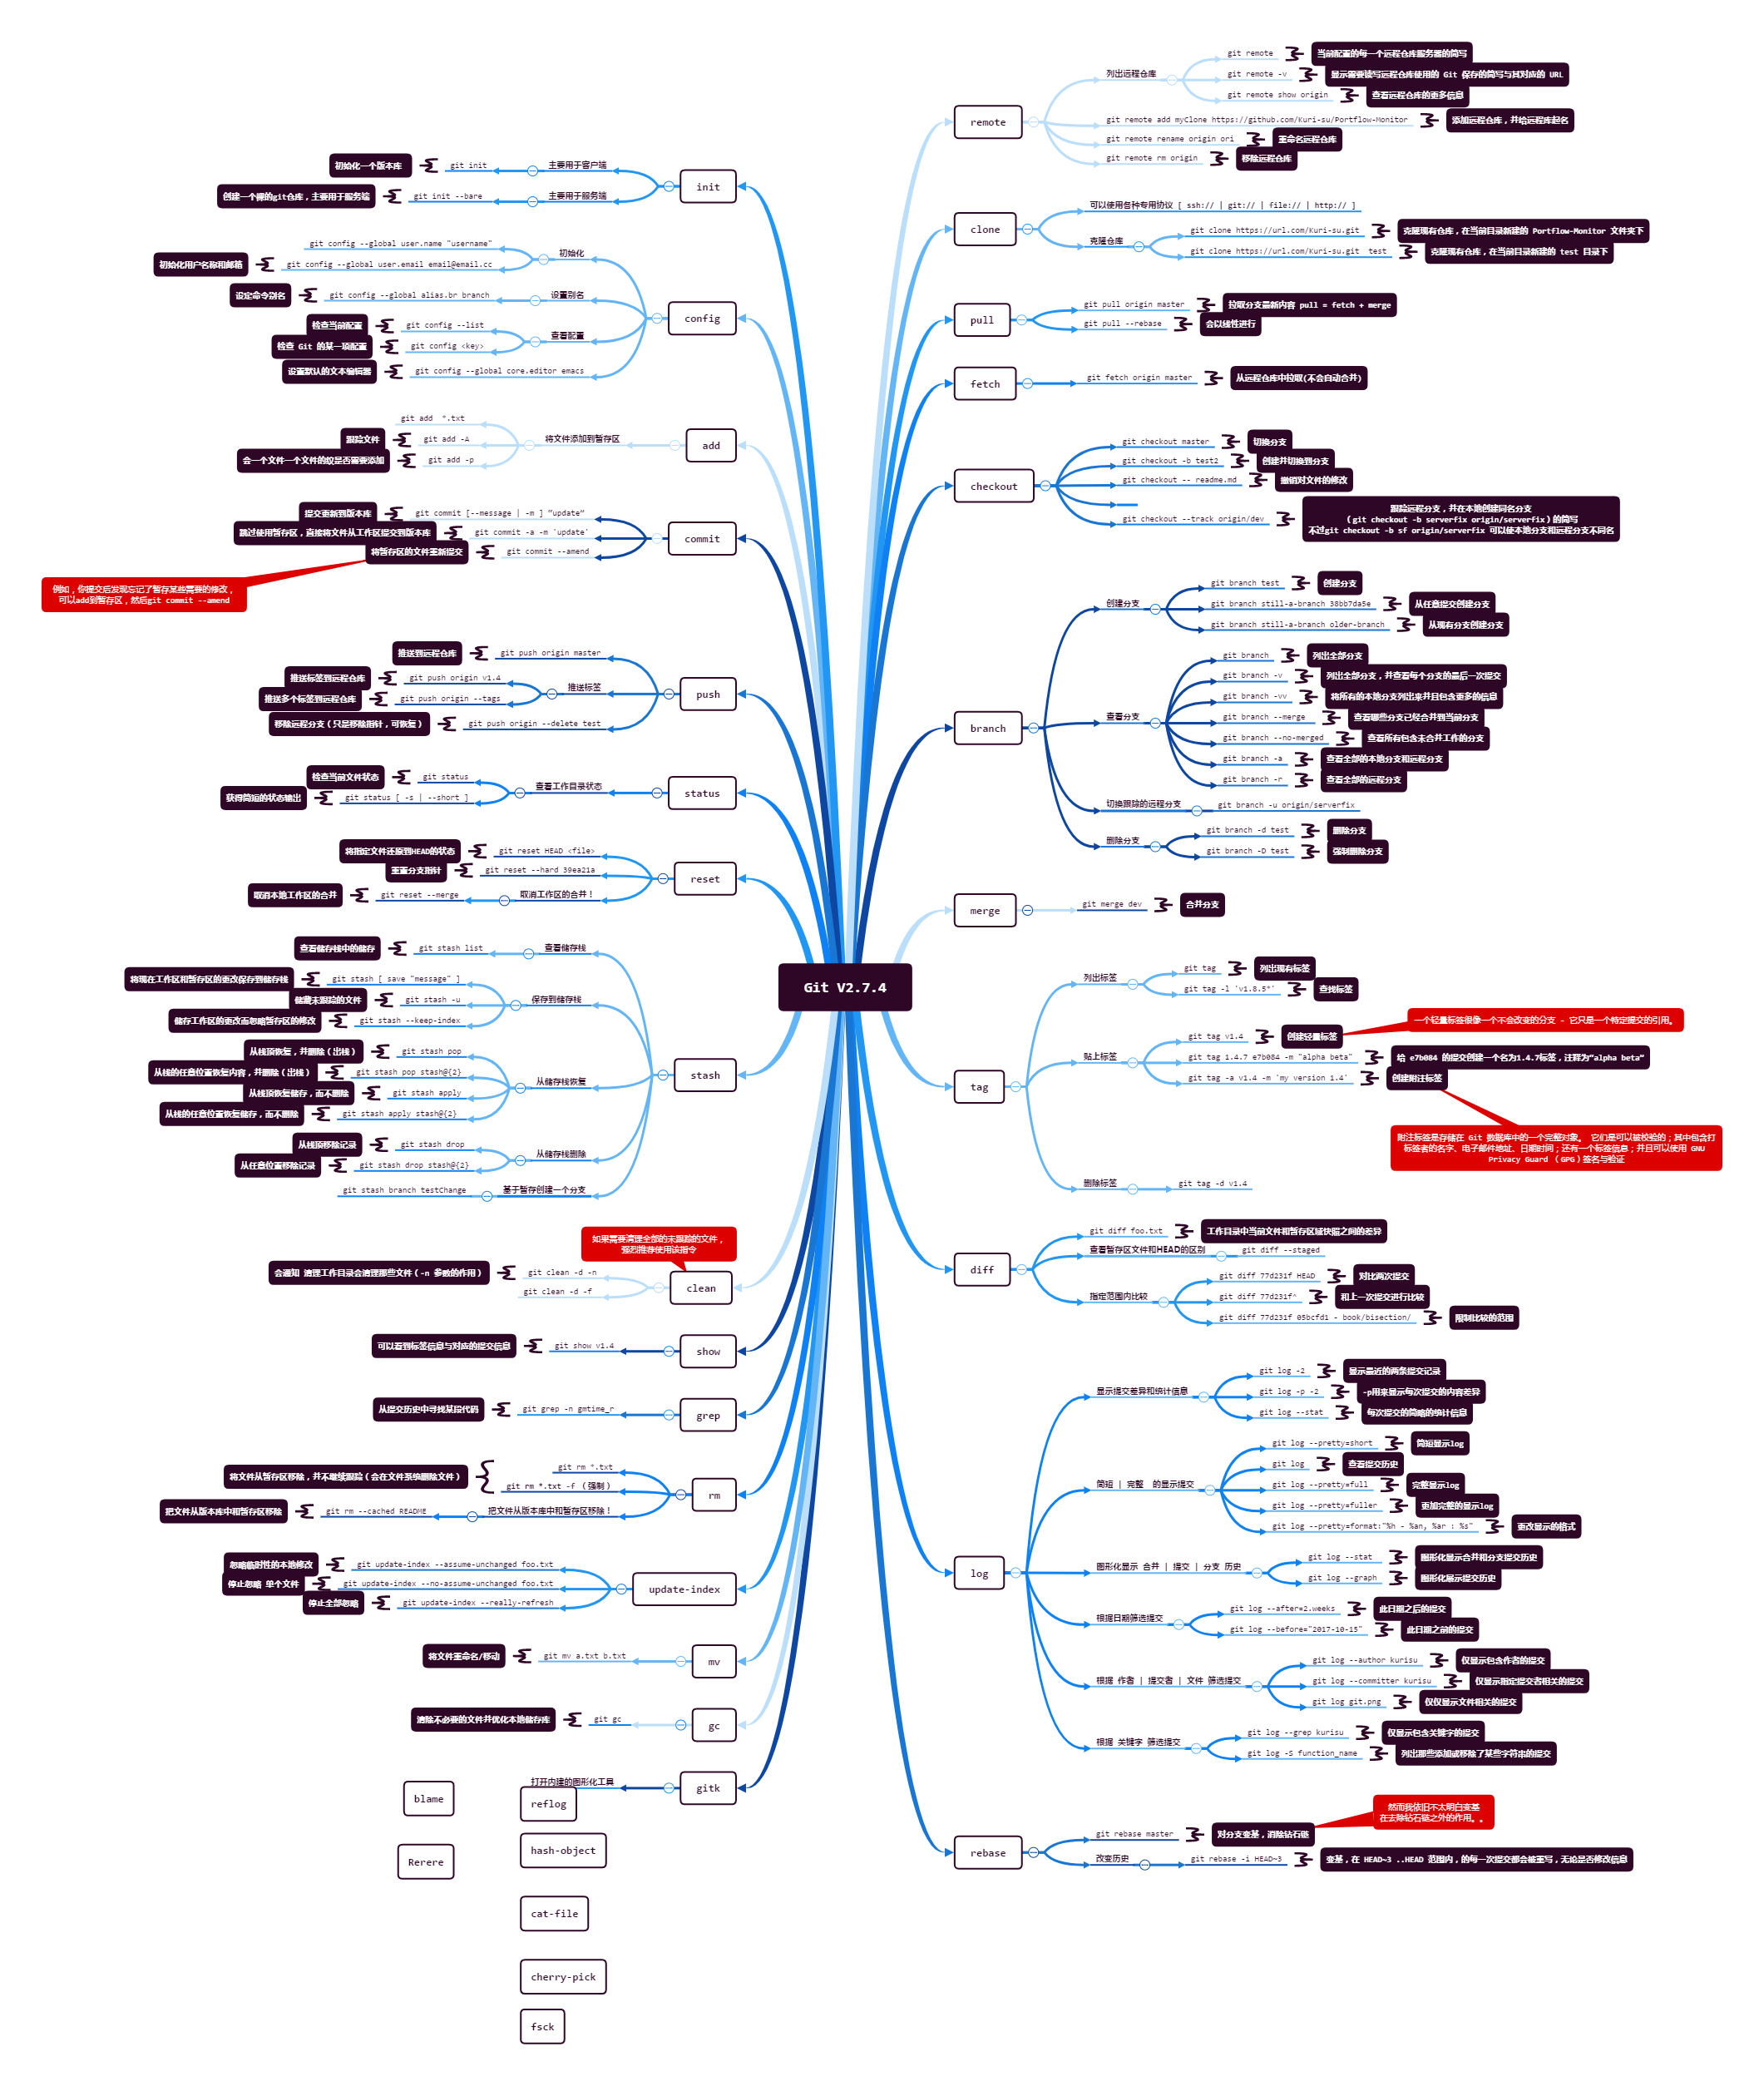 Git V2.7.4
init
主要用于客户端
git init
初始化一个版本库
主要用于服务端
git init --bare
创建一个裸的git仓库，主要用于服务端
config
初始化
git config --global user.name "username"
git config --global user.email email@email.cc
初始化用户名称和邮箱
设置别名
git config --global alias.br branch
设定命令别名
查看配置
git config --list
检查当前配置
git config <key>
检查 Git 的某一项配置
git config --global core.editor emacs
设置默认的文本编辑器
add
将文件添加到暂存区
git add  *.txt
git add -A
跟踪文件
git add -p
会一个文件一个文件的蚊是否需要添加
commit
git commit [--message | -m ] "update"
提交更新到版本库
git commit -a -m 'update'
跳过使用暂存区，直接将文件从工作区提交到版本库
git commit --amend
将暂存区的文件重新提交
例如，你提交后发现忘记了暂存某些需要的修改，
可以add到暂存区，然后git commit --amend
push
git push origin master
推送到远程仓库
推送标签
git push origin v1.4
推送标签到远程仓库
git push origin --tags
推送多个标签到远程仓库
git push origin --delete test
移除远程分支（只是移除指针，可恢复）
status
查看工作目录状态
git status
检查当前文件状态
git status [ -s | --short ]
获得简短的状态输出
reset
git reset HEAD <file>
将指定文件还原到HEAD的状态
git reset --hard 39ea21a
重置分支指针
取消工作区的合并！
git reset --merge
取消本地工作区的合并
stash
查看储存栈
git stash list
查看储存栈中的储存
保存到储存栈
git stash [ save "message" ]
将现在工作区和暂存区的更改保存到储存栈
git stash -u
储藏未跟踪的文件
git stash --keep-index
储存工作区的更改而忽略暂存区的修改
从储存栈恢复
git stash pop
从栈顶恢复，并删除（出栈）
git stash pop stash@{2}
从栈的任意位置恢复内容，并删除（出栈）
git stash apply
从栈顶恢复储存，而不删除
git stash apply stash@{2}
从栈的任意位置恢复储存，而不删除
从储存栈删除
git stash drop
从栈顶移除记录
git stash drop stash@{2}
从任意位置移除记录
基于暂存创建一个分支
git stash branch testChange
clean
如果需要清理全部的未跟踪的文件，
强烈推荐使用该指令
git clean -d -n
会通知 清理工作目录会清理那些文件（-n 参数的作用）
git clean -d -f
show
git show v1.4
可以看到标签信息与对应的提交信息
grep
git grep -n gmtime_r
从提交历史中寻找某段代码
rm
git rm *.txt
git rm *.txt -f （强制）
将文件从暂存区移除，并不继续跟踪（会在文件系统删除文件）
把文件从版本库中和暂存区移除！
git rm --cached README
把文件从版本库中和暂存区移除
update-index
git update-index --assume-unchanged foo.txt
忽略临时性的本地修改
git update-index --no-assume-unchanged foo.txt
停止忽略 单个文件
git update-index --really-refresh
停止全部忽略
mv
git mv a.txt b.txt
将文件重命名/移动
gc
git gc
清除不必要的文件并优化本地储存库
gitk
打开内建的图形化工具
blame
reflog
hash-object
Rerere
cat-file
cherry-pick
fsck
remote
列出远程仓库
git remote
当前配置的每一个远程仓库服务器的简写
git remote -v
显示需要读写远程仓库使用的 Git 保存的简写与其对应的 URL
git remote show origin
查看远程仓库的更多信息
git remote add myClone https://github.com/Kuri-su/Portflow-Monitor
添加远程仓库，并给远程库起名
git remote rename origin ori
重命名远程仓库
git remote rm origin
移除远程仓库
clone
可以使用各种专用协议 [ ssh:// | git:// | file:// | http:// ]
克隆仓库
git clone https://url.com/Kuri-su.git
克隆现有仓库，在当前目录新建的 Portflow-Monitor 文件夹下
git clone https://url.com/Kuri-su.git  test
克隆现有仓库，在当前目录新建的 test 目录下
pull
git pull origin master
拉取分支最新内容 pull = fetch + merge
git pull --rebase
会以线性进行
fetch
git fetch origin master
从远程仓库中拉取(不会自动合并)
checkout
git checkout master
切换分支
git checkout -b test2
创建并切换到分支
git checkout -- readme.md
撤销对文件的修改
git checkout --track origin/dev
跟踪远程分支，并在本地创建同名分支
（git checkout -b serverfix origin/serverfix）的简写
不过git checkout -b sf origin/serverfix 可以使本地分支和远程分支不同名
branch
创建分支
git branch test
创建分支
git branch still-a-branch 38bb7da5e
从任意提交创建分支
git branch still-a-branch older-branch
从现有分支创建分支
查看分支
git branch
列出全部分支
git branch -v
列出全部分支，并查看每个分支的最后一次提交
git branch -vv
将所有的本地分支列出来并且包含更多的信息
git branch --merge
查看哪些分支已经合并到当前分支
git branch --no-merged
查看所有包含未合并工作的分支
git branch -a
查看全部的本地分支和远程分支
git branch -r
查看全部的远程分支
切换跟踪的远程分支
git branch -u origin/serverfix
删除分支
git branch -d test
删除分支
git branch -D test
强制删除分支
merge
git merge dev
合并分支
tag
列出标签
git tag
列出现有标签
git tag -l 'v1.8.5*'
查找标签
贴上标签
git tag v1.4
创建轻量标签
一个轻量标签很像一个不会改变的分支 - 它只是一个特定提交的引用。
git tag 1.4.7 e7b084 -m "alpha beta"
给 e7b084 的提交创建一个名为1.4.7标签，注释为"alpha beta"
git tag -a v1.4 -m 'my version 1.4'
创建附注标签
附注标签是存储在 Git 数据库中的一个完整对象。 它们是可以被校验的；其中包含打
标签者的名字、电子邮件地址、日期时间；还有一个标签信息；并且可以使用 GNU
Privacy Guard （GPG）签名与验证
删除标签
git tag -d v1.4
diff
git diff foo.txt
工作目录中当前文件和暂存区域快照之间的差异
查看暂存区文件和HEAD的区别
git diff --staged
指定范围内比较
git diff 77d231f HEAD
对比两次提交
git diff 77d231f^
和上一次提交进行比较
git diff 77d231f 05bcfd1 - book/bisection/
限制比较的范围
log
显示提交差异和统计信息
git log -2
显示最近的两条提交记录
git log -p -2
-p用来显示每次提交的内容差异
git log --stat
每次提交的简略的统计信息
简短 | 完整  的显示提交
git log --pretty=short
简短显示log
git log
查看提交历史
git log --pretty=full
完整显示log
git log --pretty=fuller
更加完整的显示log
git log --pretty=format:"%h - %an, %ar : %s"
更改显示的格式
图形化显示 合并 | 提交 | 分支 历史
git log --stat
图形化显示合并和分支提交历史
git log --graph
图形化展示提交历史
根据日期筛选提交
git log --after=2.weeks
此日期之后的提交
git log --before="2017-10-15"
此日期之前的提交
根据 作者 | 提交者 | 文件 筛选提交
git log --author kurisu
仅显示包含作者的提交
git log --committer kurisu
仅显示指定提交者相关的提交
git log git.png
仅仅显示文件相关的提交
根据 关键字 筛选提交
git log --grep kurisu
仅显示包含关键字的提交
git log -S function_name
列出那些添加或移除了某些字符串的提交
rebase
git rebase master
对分支变基，消除钻石链
然而我依旧不太明白变基
在去除钻石链之外的作用。。
改变历史
git rebase -i HEAD~3
变基，在 HEAD~3 ..HEAD 范围内，的每一次提交都会被重写，无论是否修改信息